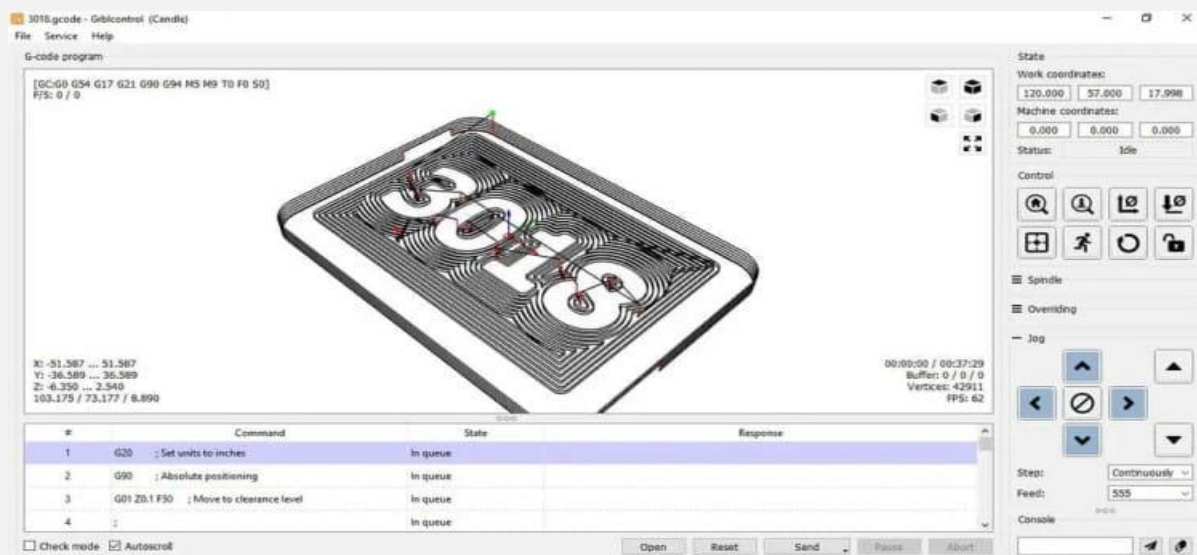 3018.gcode - Grblcontrol (Candle)
File Service Help
G-code program
[GC:G0 G54 G17 G21 G90 G94 M5 M9 T0 F0 S0]
F/S: 0 / 0
3018
X: -51.587 ... 51.587
Y: -36.589 ... 36.589
Z: -6.350 ... 2.540
103.175 / 73.177 / 8.890
00:00:00 / 00:37:29
Buffer: 0 / 0 / 0
Vertices: 42911
FPS: 62
# Command State Response
1 G20 ; Set units to inches In queue
2 G90 ; Absolute positioning In queue
3 G01 Z0.1 F50 ; Move to clearance level In queue
4 ; In queue
Check mode Autoscroll
Open Reset Send Pause Abort
State
Work coordinates:
120.000 57.000 17.998
Machine coordinates:
0.000 0.000 0.000
Status: Idle
Control
Spindle
Overriding
Jog
Step: Continuously
Feed: 555
Console